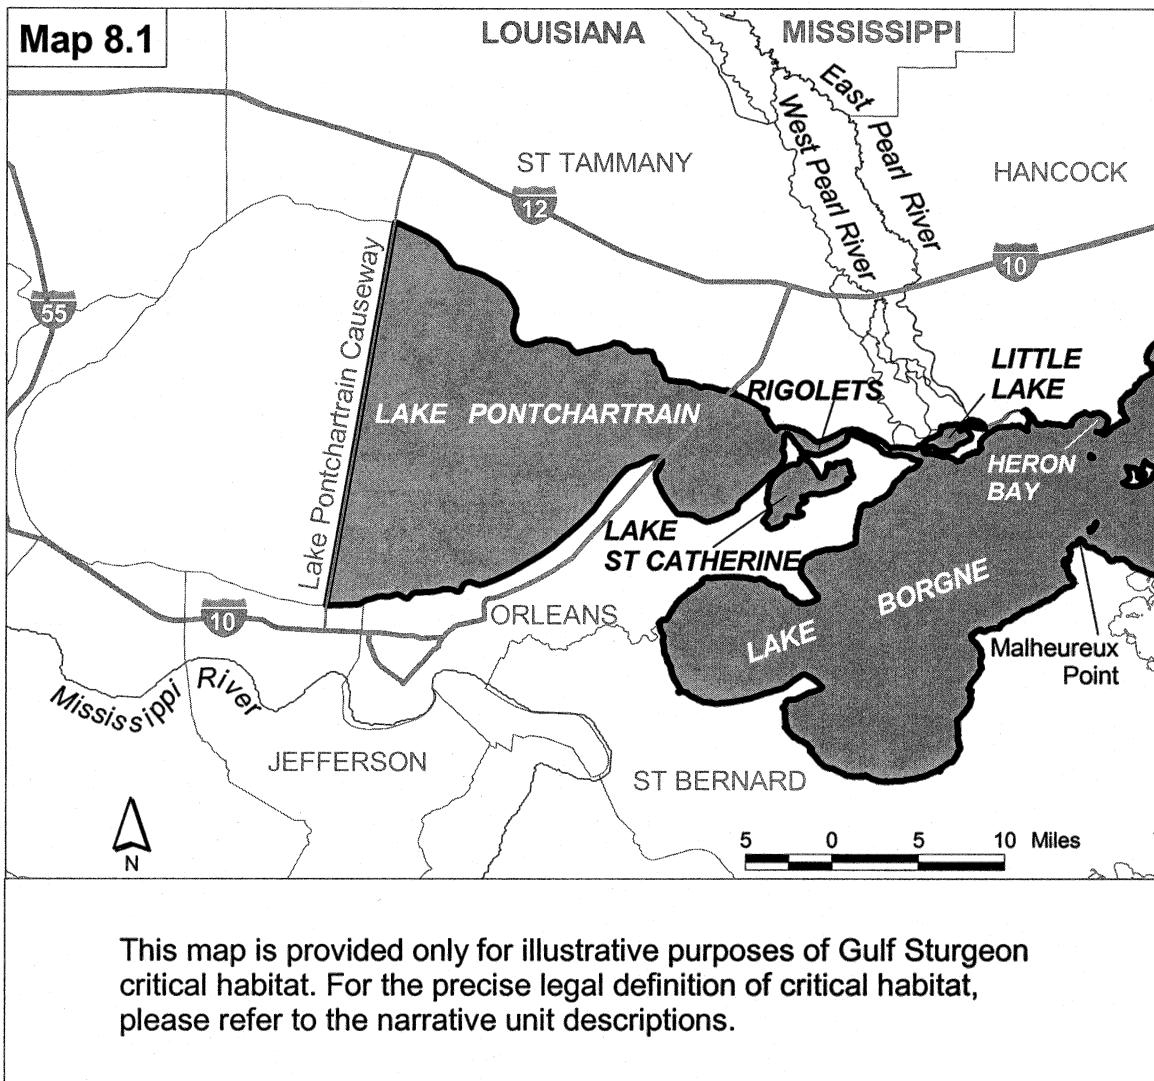 Map 8.1
LOUISIANA
MISSISSIPPI
East Pearl River
West Pearl River
ST TAMMANY
HANCOCK
12
10
55
Lake Pontchartrain Causeway
LITTLE
LAKE
RIGOLETS
LAKE PONTCHARTRAIN
HERON
BAY
LAKE
ST CATHERINE
LAKE BORGNE
10
ORLEANS
Malheureux
Point
Mississippi River
JEFFERSON
ST BERNARD
N
5 0 5 10 Miles
This map is provided only for illustrative purposes of Gulf Sturgeon
critical habitat. For the precise legal definition of critical habitat,
please refer to the narrative unit descriptions.